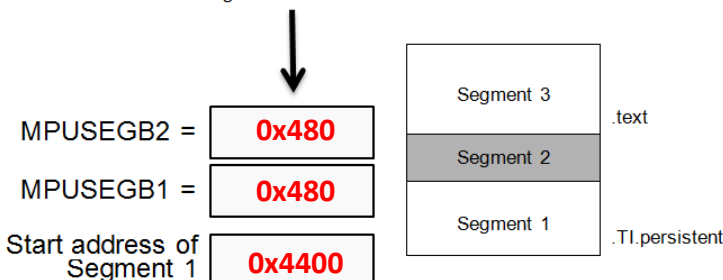 MPUSEGB2 = 0x480
MPUSEGB1 = 0x480
Start address of
Segment 1
0x4400
Segment 3
.text
Segment 2
Segment 1
.TI.persistent